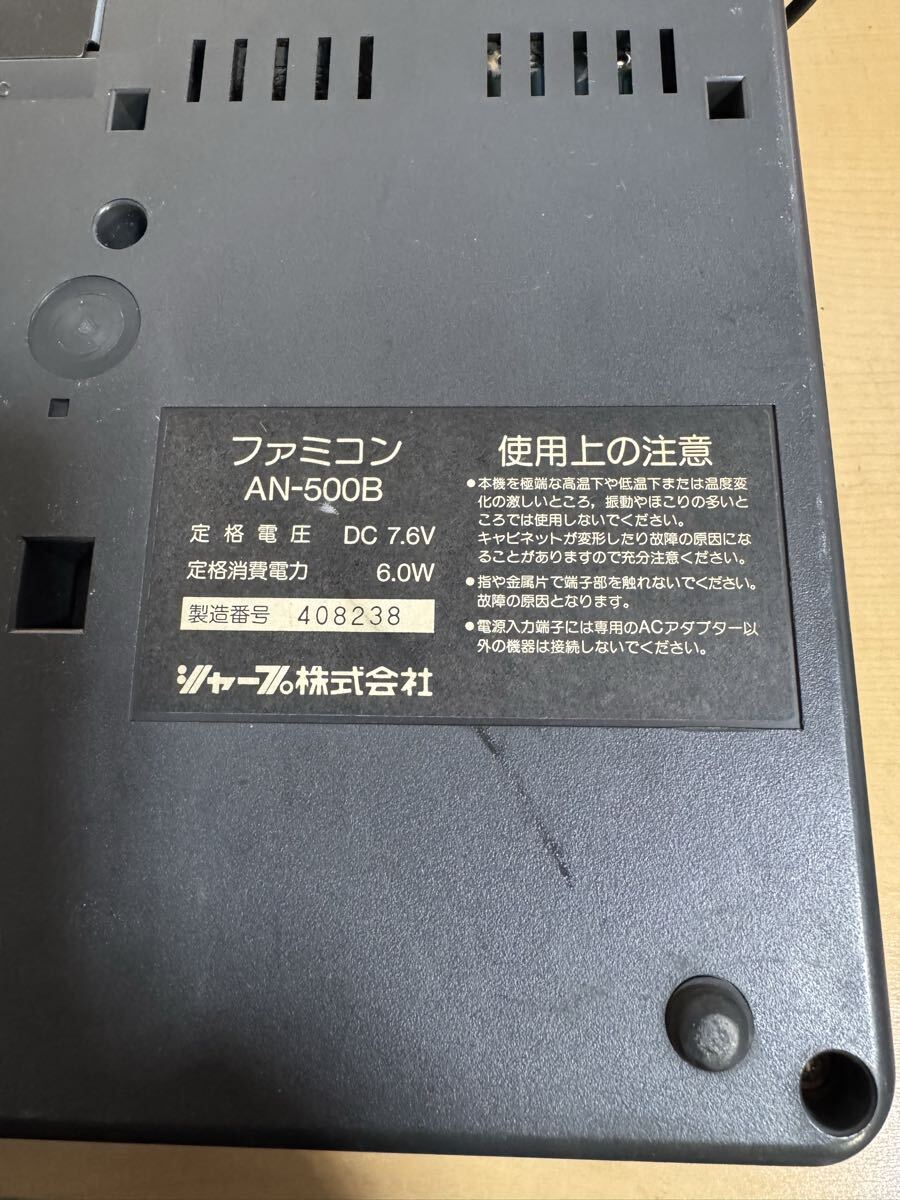 ファミコン
AN-500B
定格電圧 DC 7.6V
定格消費電力 6.0W
製造番号 408238
シャープ株式会社
使用上の注意
●本機を極端な高温下や低温下または温度変
化の激しいところ，振動やほこりの多いと
ころでは使用しないでください。
キャビネットが変形したり故障の原因にな
ることがありますので充分注意ください。
●指や金属片で端子部を触れないでください。
故障の原因となります。
●電源入力端子には専用のACアダプター以
外の機器は接続しないでください。